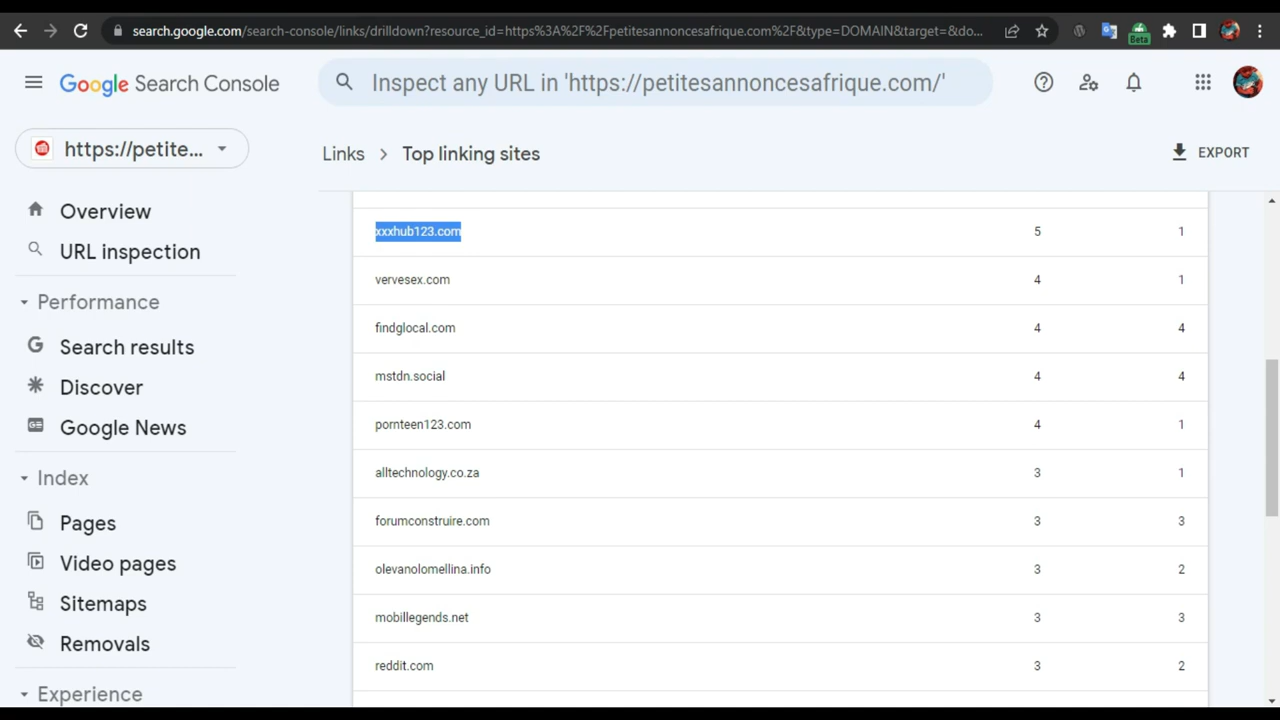 search.google.com/search-console/links/drilldown?resource_id=https%3A%2F%2Fpetitesannoncesafrique.com%2F&type=DOMAIN&target=&do...
Beta
Google Search Console
Inspect any URL in 'https://petitesannoncesafrique.com/'
https://petite...
Links > Top linking sites
EXPORT
Overview
URL inspection
Performance
Search results
Discover
Google News
Index
Pages
Video pages
Sitemaps
Removals
Experience
xxxhub123.com 5 1
vervesex.com 4 1
findglocal.com 4 4
mstdn.social 4 4
pornteen123.com 4 1
alltechnology.co.za 3 1
forumconstruire.com 3 3
olevanolomellina.info 3 2
mobillegends.net 3 3
reddit.com 3 2